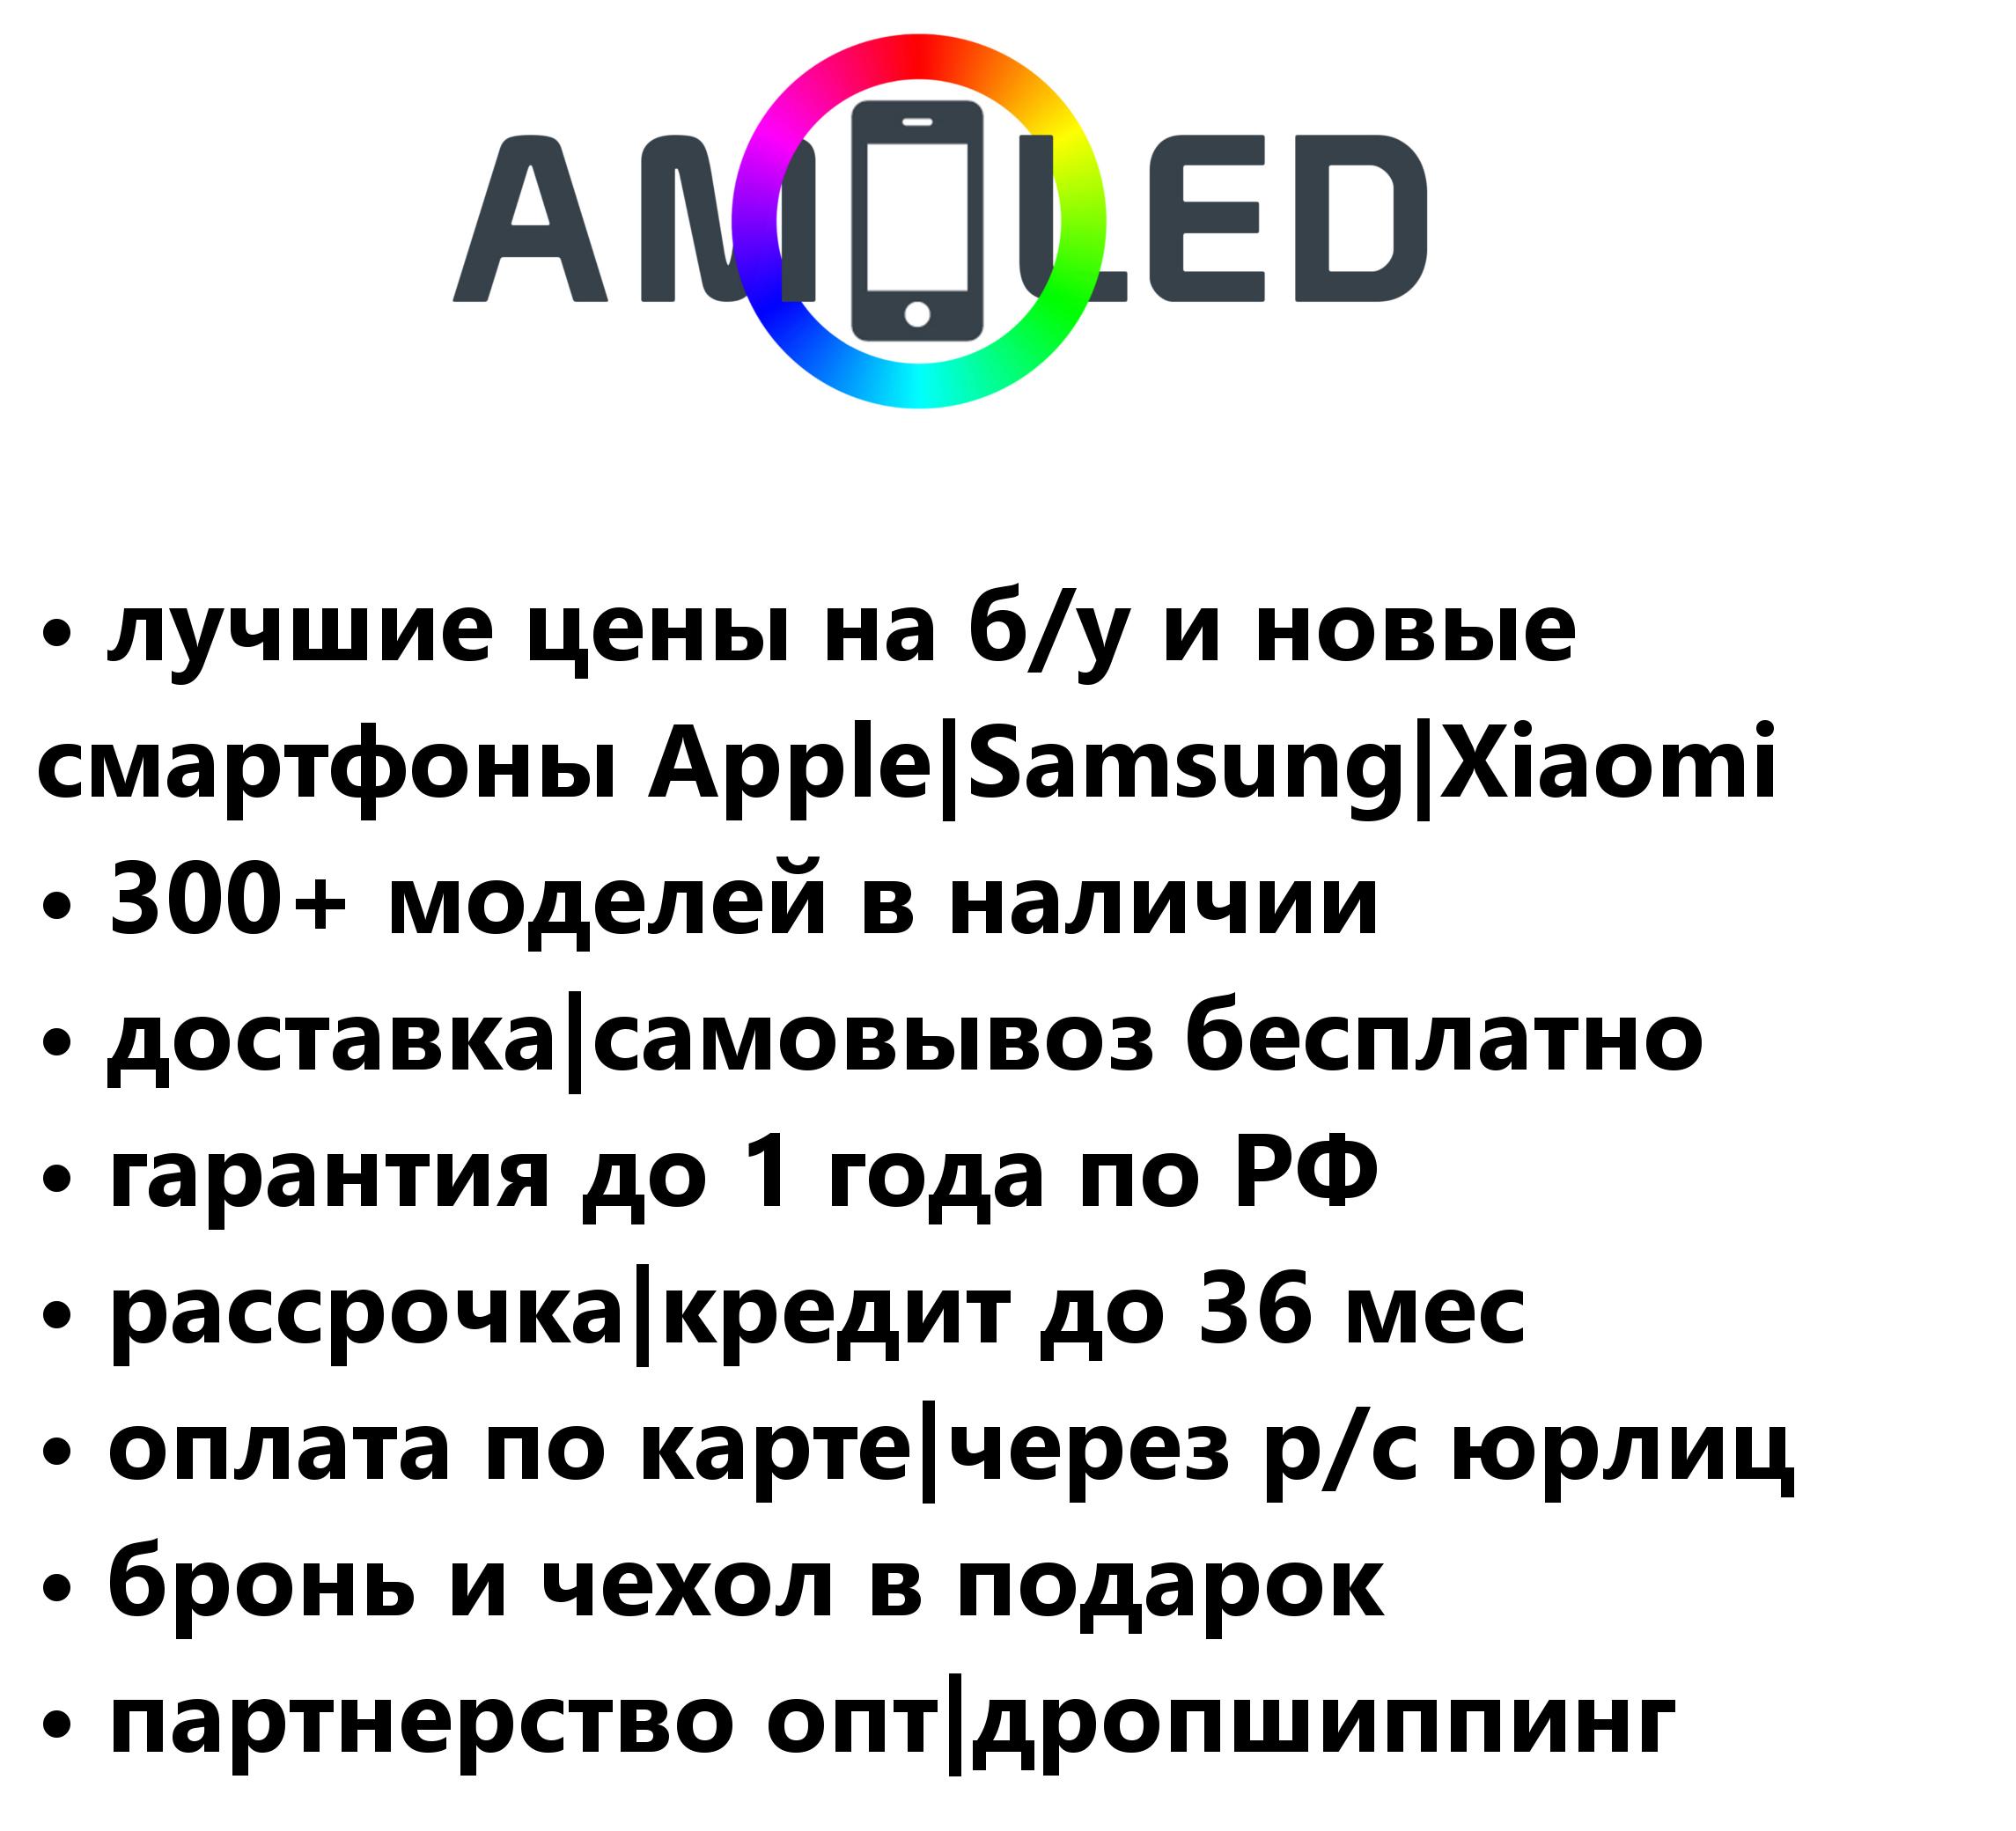 AMOLED
• лучшие цены на б/у и новые
смартфоны Apple|Samsung|Xiaomi
• 300+ моделей в наличии
• доставка|самовывоз бесплатно
• гарантия до 1 года по РФ
• рассрочка|кредит до 36 мес
• оплата по карте|через р/с юрлиц
• бронь и чехол в подарок
• партнерство опт|дропшиппинг